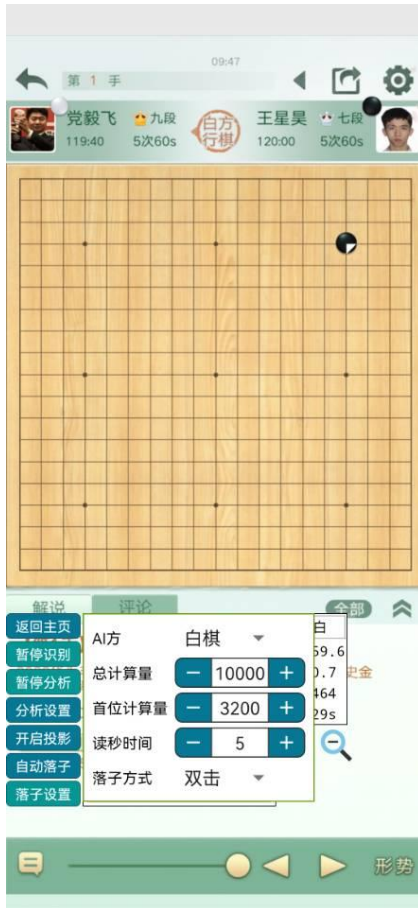 09:47
第 1 手
党毅飞 九段 白方 王星昊 七段
119:40 5次60s 行棋 120:00 5次60s
解说 评论 全部
返回主页
暂停识别
暂停分析
分析设置
开启投影
自动落子
落子设置
AI方 白棋
总计算量 － 10000 ＋
首位计算量 － 3200 ＋
读秒时间 － 5 ＋
落子方式 双击
白
59.6
0.7 史金
464
29s
形势